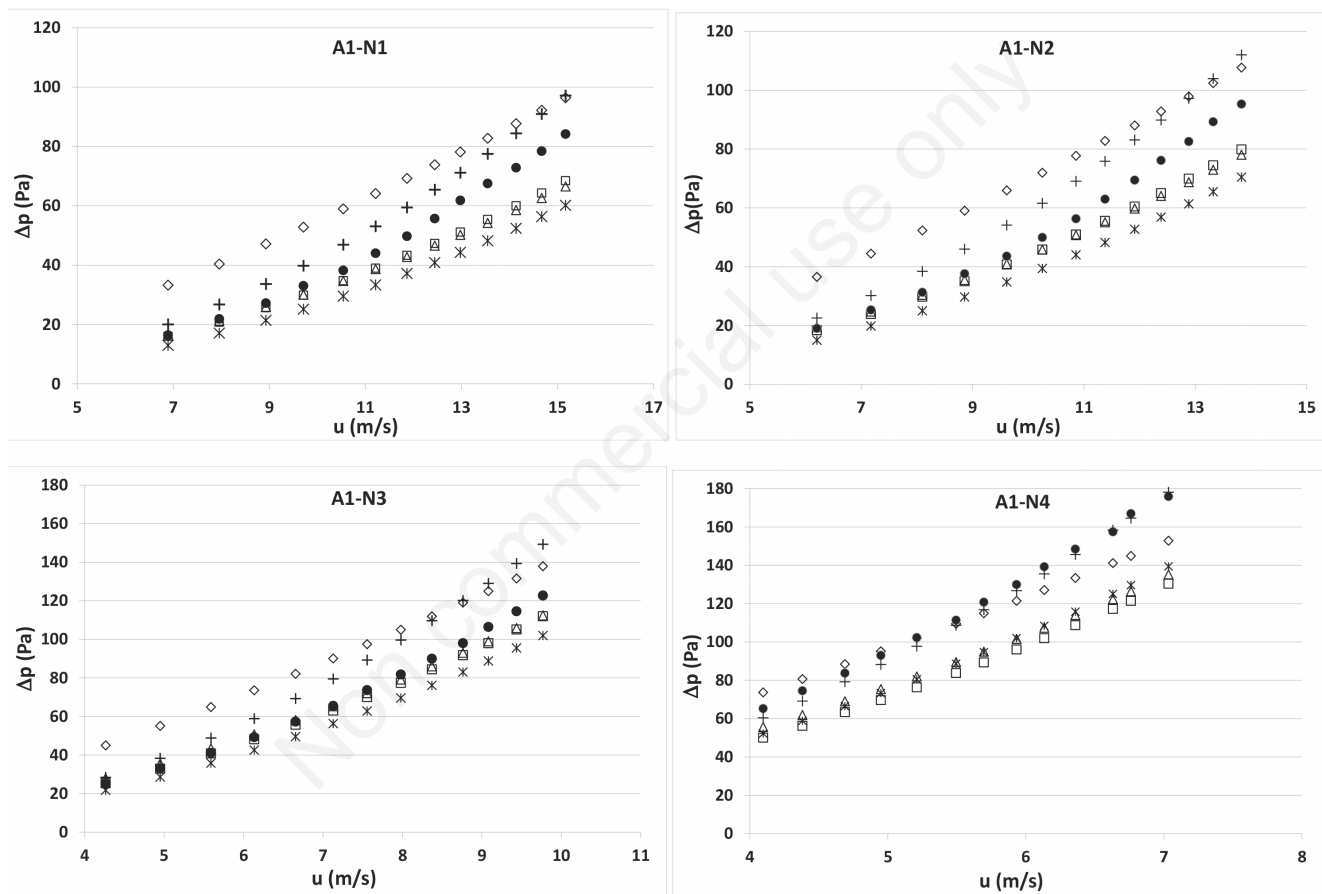 A1-N1
120
100
80
60
40
20
0
Δp (Pa)
5 7 9 11 13 15 17
u (m/s)
A1-N2
120
100
80
60
40
20
0
Δp(Pa)
5 7 9 11 13 15
u (m/s)
A1-N3
180
160
140
120
100
80
60
40
20
0
Δp (Pa)
4 5 6 7 8 9 10 11
u (m/s)
A1-N4
180
160
140
120
100
80
60
40
20
0
Δp (Pa)
4 5 6 7 8
u (m/s)
Non commercial use only